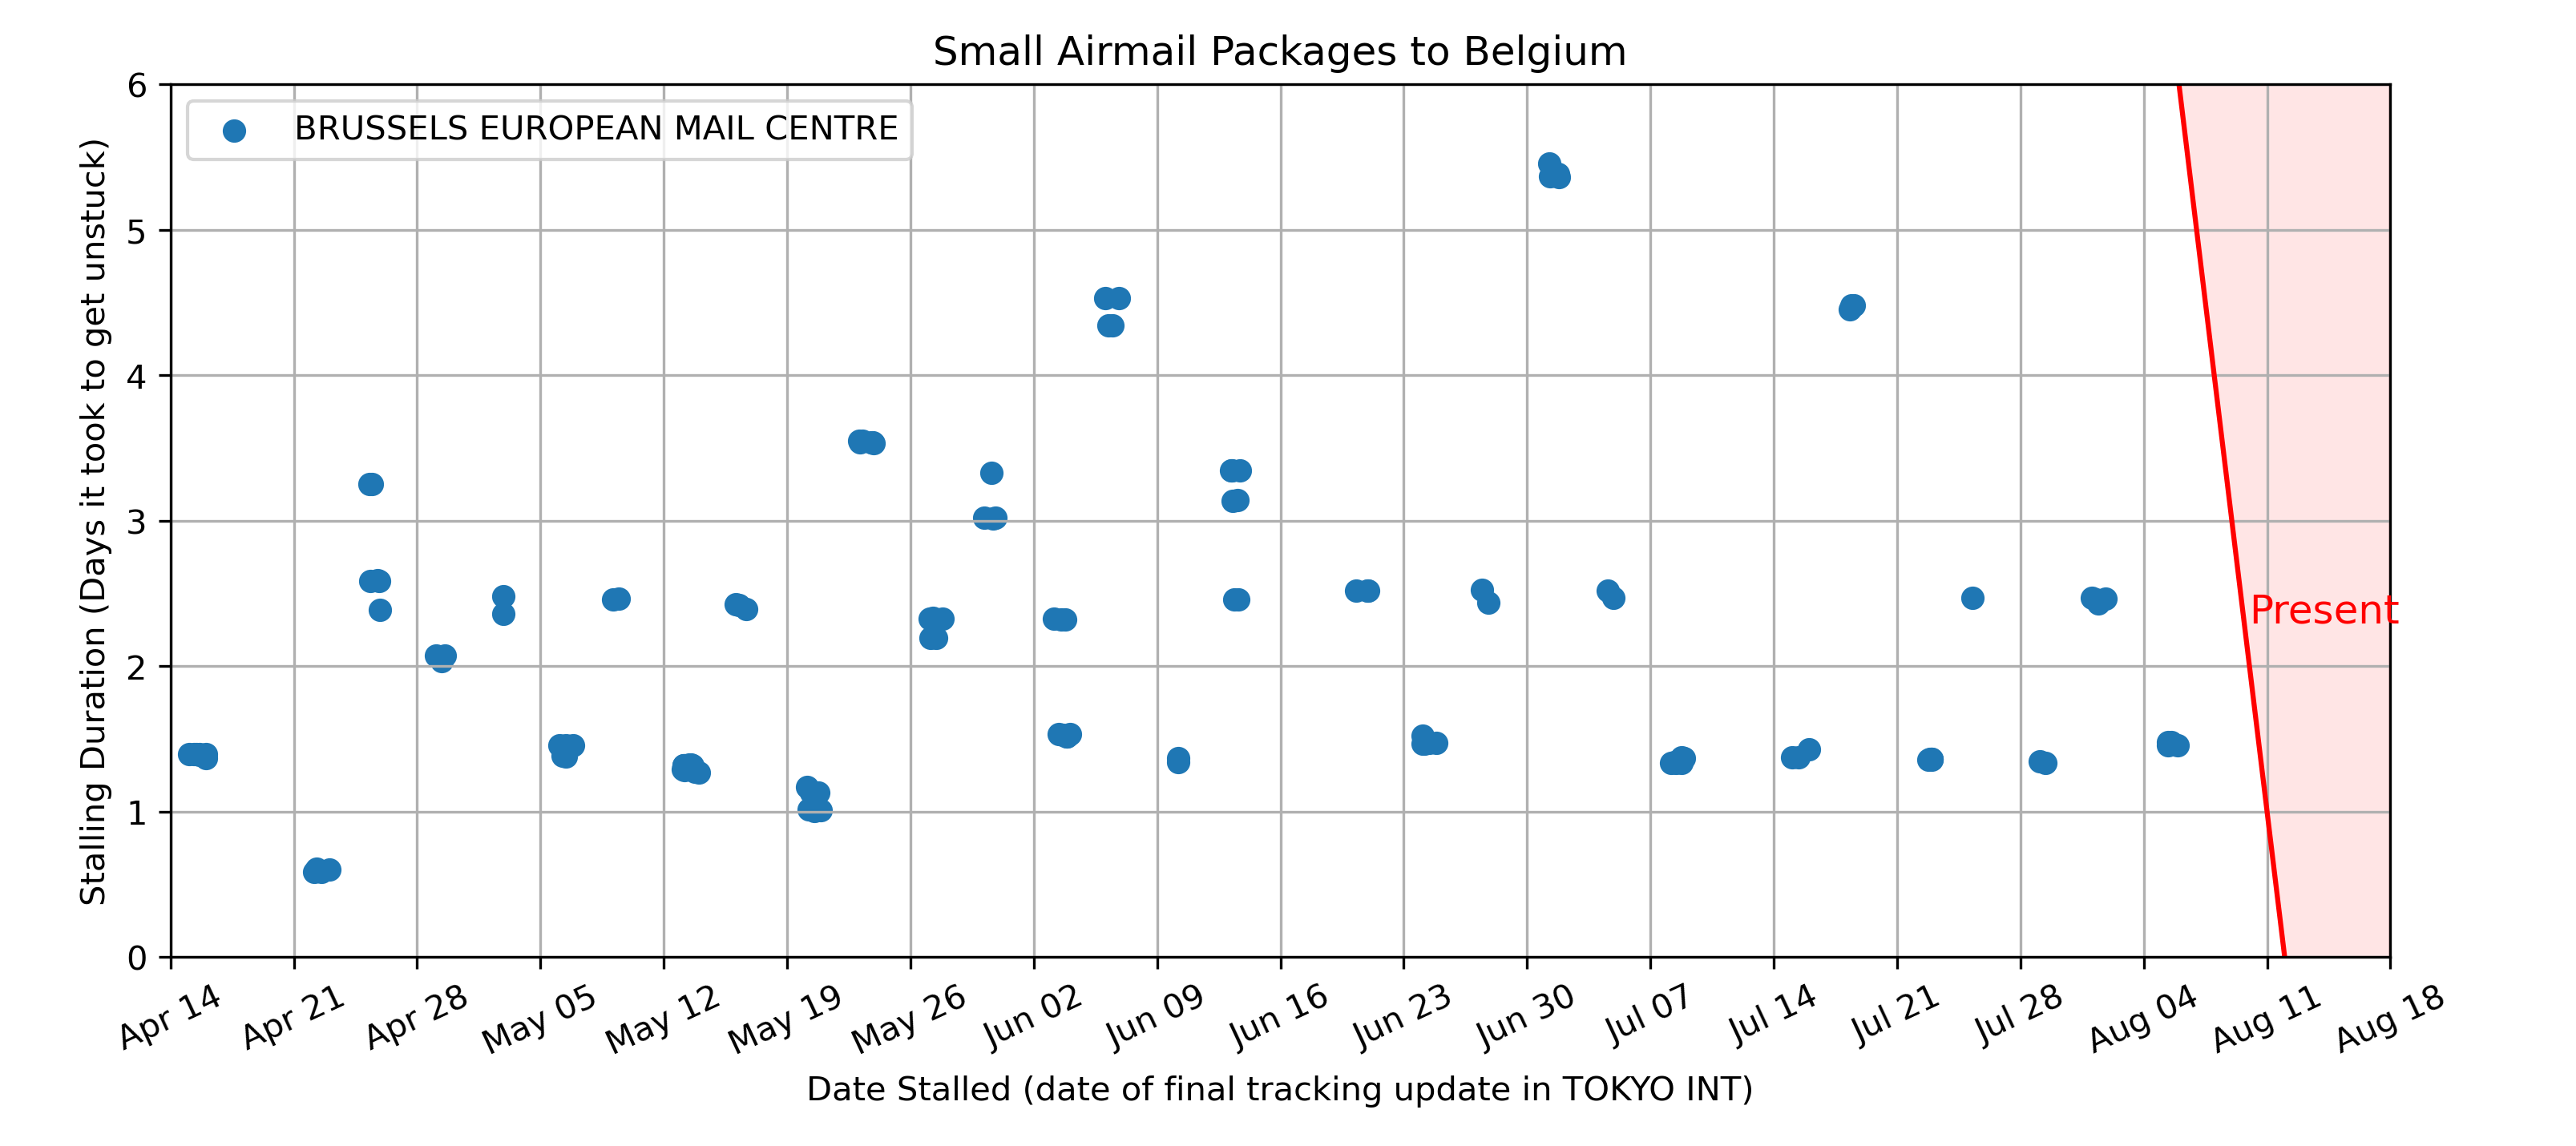 Small Airmail Packages to Belgium
BRUSSELS EUROPEAN MAIL CENTRE
Stalling Duration (Days it took to get unstuck)
6
5
4
3
2
1
0
Present
Apr 14
Apr 21
Apr 28
May 05
May 12
May 19
May 26
Jun 02
Jun 09
Jun 16
Jun 23
Jun 30
Jul 07
Jul 14
Jul 21
Jul 28
Aug 04
Aug 11
Aug 18
Date Stalled (date of final tracking update in TOKYO INT)